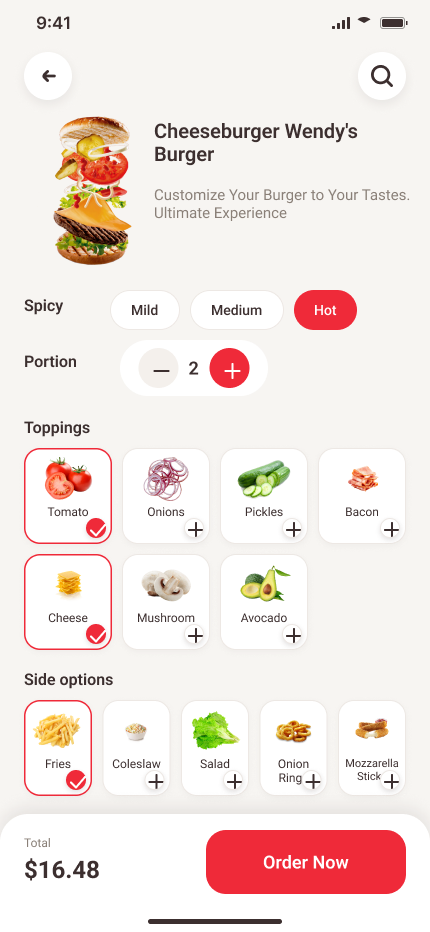 9:41
Cheeseburger Wendy's
Burger
Customize Your Burger to Your Tastes.
Ultimate Experience
Spicy
Mild
Medium
Hot
Portion
2
Toppings
Tomato
Onions
Pickles
Bacon
Cheese
Mushroom
Avocado
Side options
Fries
Coleslaw
Salad
Onion
Ring
Mozzarella
Stick
Total
$16.48
Order Now